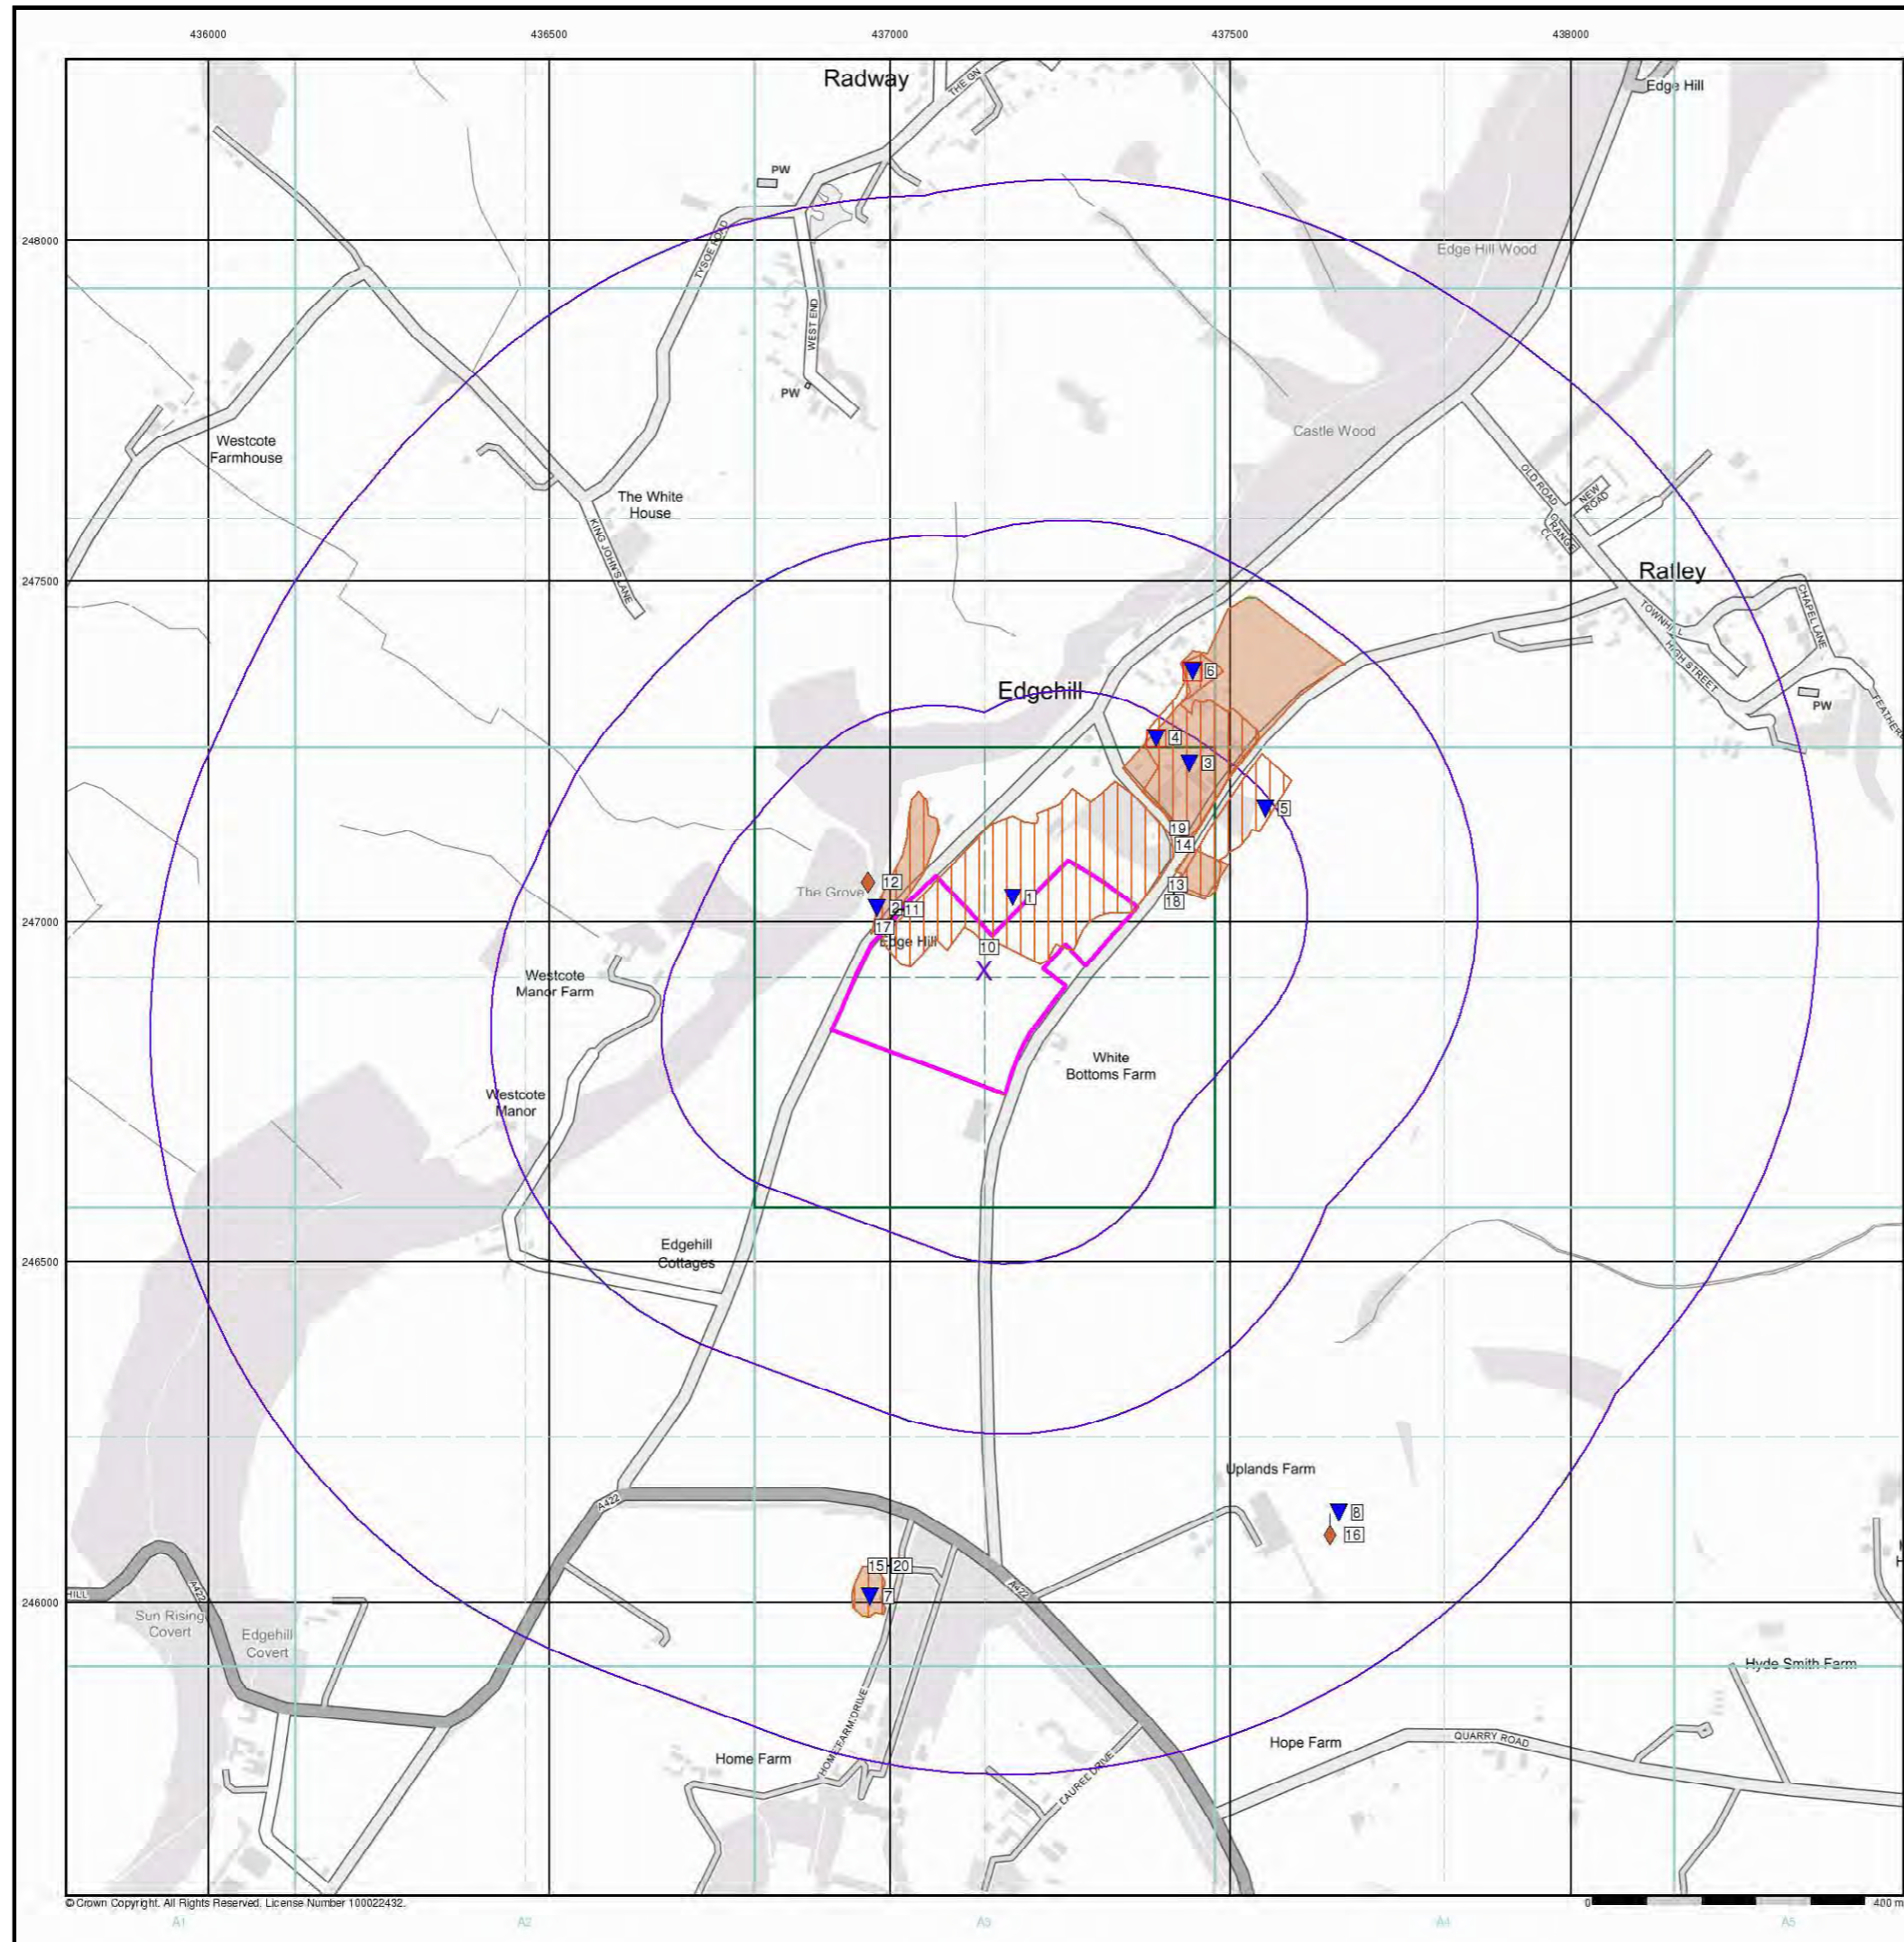 436000 436500 437000 437500 438000
Radway
THE GN
Edge Hill
PW
248000
Edge Hill Wood
TYSOE ROAD
WEST END
PW
Castle Wood
Westcote
Farmhouse
The White
House
KING JOHN'S LANE
OLD ROAD
NEW
ROAD
GRANGE
CL
247500
Ratley
TOWNHILL
HIGH STREET
CHAPEL LANE
PW
Edgehill
6
4
3
5
19
14
12
The Grove
13
18
1
2
11
247000
17
Edge Hill
10
X
Westcote
Manor Farm
White
Bottoms Farm
Westcote
Manor
Edgehill
Cottages
246500
Uplands Farm
A422
8
16
15 20
7
A422
246000
HILL
A422
Sun Rising
Covert
Edgehill
Covert
Hyde Smith Farm
HOME FARM DRIVE
Home Farm
LAUREL DRIVE
Hope Farm
QUARRY ROAD
© Crown Copyright. All Rights Reserved. License Number 100022432.
0 400 m
A1 A2 A3 A4 A5